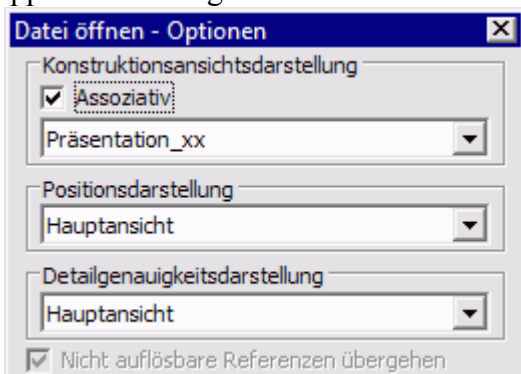 Datei öffnen - Optionen
Konstruktionsansichtsdarstellung
Assoziativ
Präsentation_xx
Positionsdarstellung
Hauptansicht
Detailgenauigkeitsdarstellung
Hauptansicht
Nicht auflösbare Referenzen übergehen